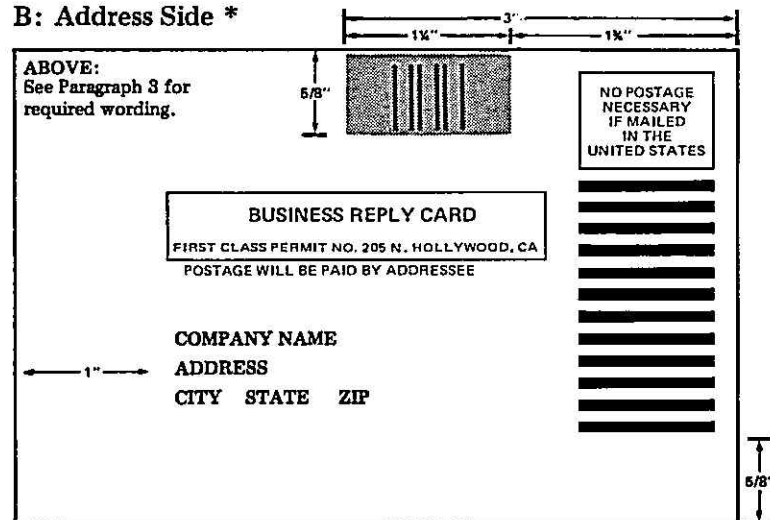 B: Address Side *
3"
1¼" 1¾"
ABOVE:
See Paragraph 3 for
required wording.
5/8"
NO POSTAGE
NECESSARY
IF MAILED
IN THE
UNITED STATES
BUSINESS REPLY CARD
FIRST CLASS PERMIT NO. 205 N. HOLLYWOOD, CA
POSTAGE WILL BE PAID BY ADDRESSEE
COMPANY NAME
1" ADDRESS
CITY STATE ZIP
5/8"